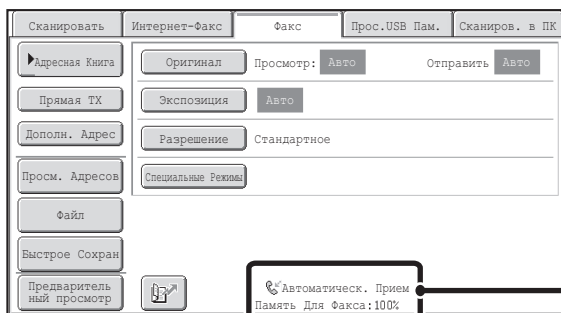 Сканировать Интернет-Факс Факс Прос.USB Пам. Сканиров. в ПК
Адресная Книга Оригинал Просмотр: Авто Отправить Авто
Прямая TX Экспозиция Авто
Дополн. Адрес Разрешение Стандартное
Просм. Адресов Специальные Режимы
Файл
Быстрое Сохран
Предваритель
ный просмотр
Автоматическ. Прием
Память Для Факса:100%